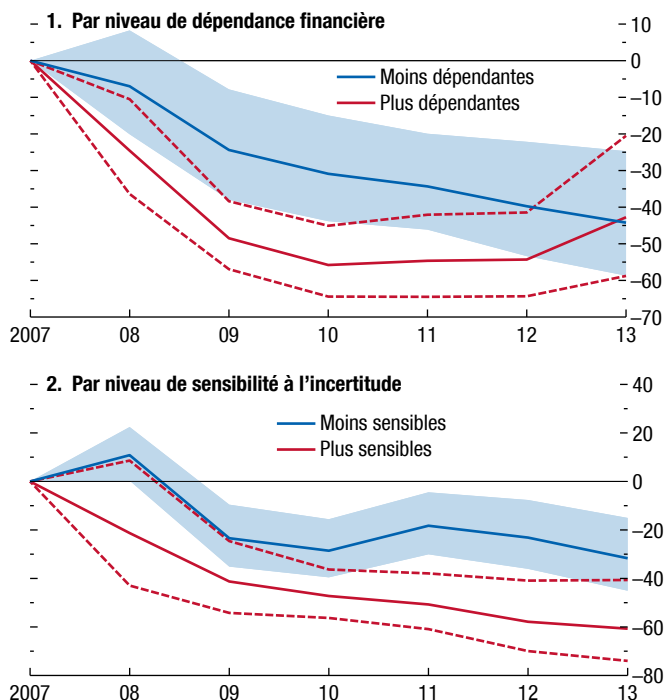 1. Par niveau de dépendance financière
Moins dépendantes
Plus dépendantes
10
0
–10
–20
–30
–40
–50
–60
–70
2007 08 09 10 11 12 13
2. Par niveau de sensibilité à l’incertitude
Moins sensibles
Plus sensibles
40
20
0
–20
–40
–60
–80
2007 08 09 10 11 12 13